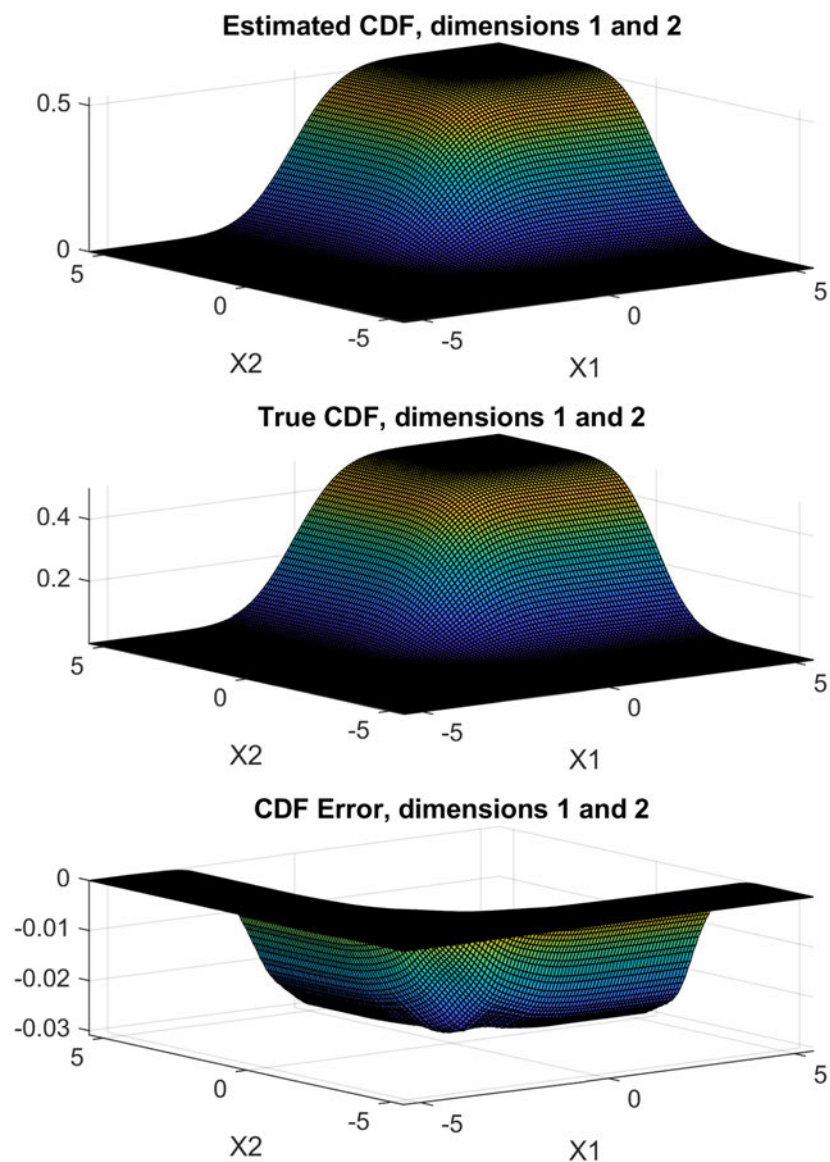 Estimated CDF, dimensions 1 and 2
0.5
0
5
0
-5
X2
-5
0
5
X1
True CDF, dimensions 1 and 2
0.4
0.2
5
0
-5
X2
-5
0
5
X1
CDF Error, dimensions 1 and 2
0
-0.01
-0.02
-0.03
5
0
-5
X2
-5
0
5
X1